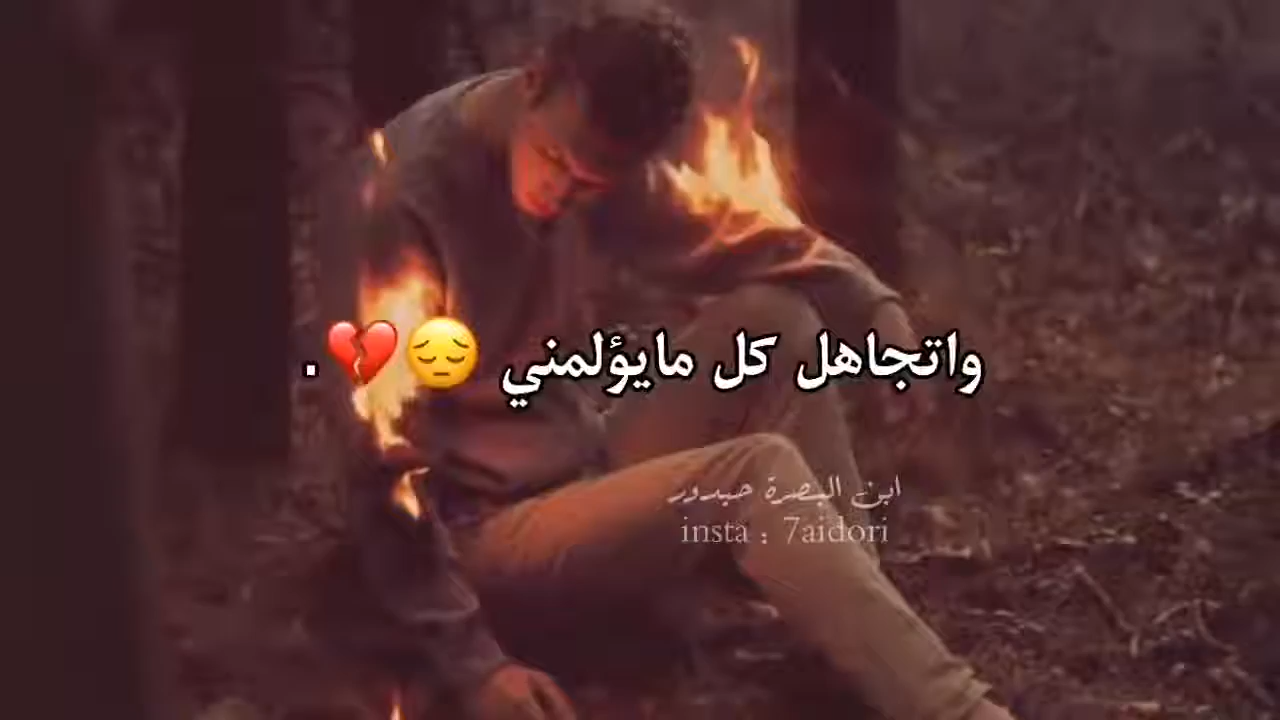 واتجاهل كل مايؤلمني 😔💔.
ابن البصرة حيدور
insta : 7aidori